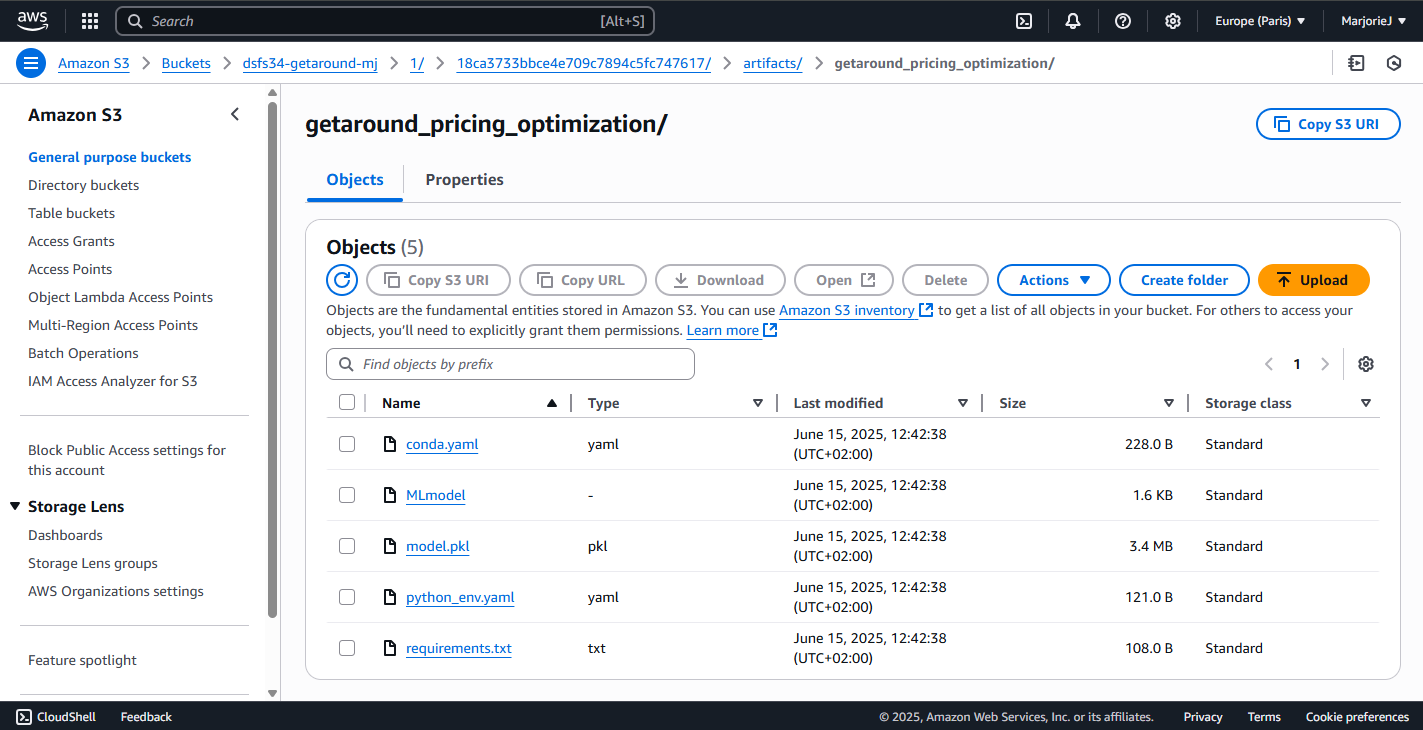 aws
Search [Alt+S] Europe (Paris) MarjorieJ
Amazon S3 Buckets dsfs34-getaround-mj 1/ 18ca3733bbce4e709c7894c5fc747617/ artifacts/ getaround_pricing_optimization/
Amazon S3
General purpose buckets
Directory buckets
Table buckets
Access Grants
Access Points
Object Lambda Access Points
Multi-Region Access Points
Batch Operations
IAM Access Analyzer for S3
Block Public Access settings for
this account
Storage Lens
Dashboards
Storage Lens groups
AWS Organizations settings
Feature spotlight
getaround_pricing_optimization/
Copy S3 URI
Objects Properties
Objects (5)
Copy S3 URI Copy URL Download Open Delete Actions Create folder Upload
Objects are the fundamental entities stored in Amazon S3. You can use Amazon S3 inventory to get a list of all objects in your bucket. For others to access your
objects, you'll need to explicitly grant them permissions. Learn more
Find objects by prefix
1
Name Type Last modified Size Storage class
conda.yaml yaml June 15, 2025, 12:42:38 (UTC+02:00) 228.0 B Standard
MLmodel - June 15, 2025, 12:42:38 (UTC+02:00) 1.6 KB Standard
model.pkl pkl June 15, 2025, 12:42:38 (UTC+02:00) 3.4 MB Standard
python_env.yaml yaml June 15, 2025, 12:42:38 (UTC+02:00) 121.0 B Standard
requirements.txt txt June 15, 2025, 12:42:38 (UTC+02:00) 108.0 B Standard
CloudShell Feedback © 2025, Amazon Web Services, Inc. or its affiliates. Privacy Terms Cookie preferences